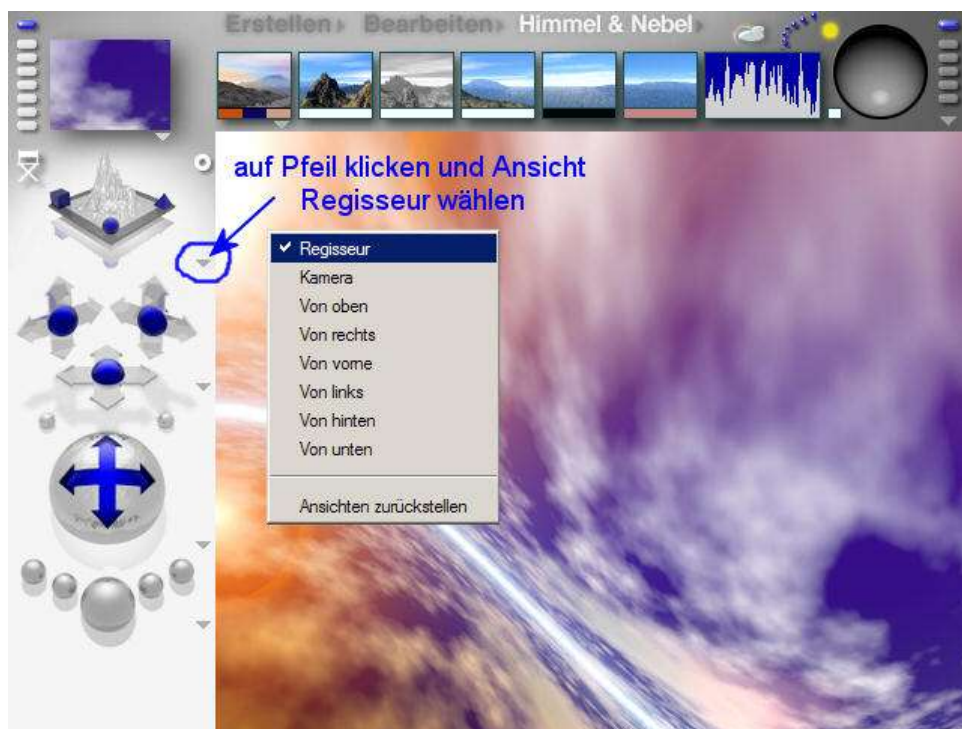 Erstellen Bearbeiten Himmel & Nebel
auf Pfeil klicken und Ansicht
Regisseur wählen
Regisseur
Kamera
Von oben
Von rechts
Von vorne
Von links
Von hinten
Von unten
Ansichten zurückstellen